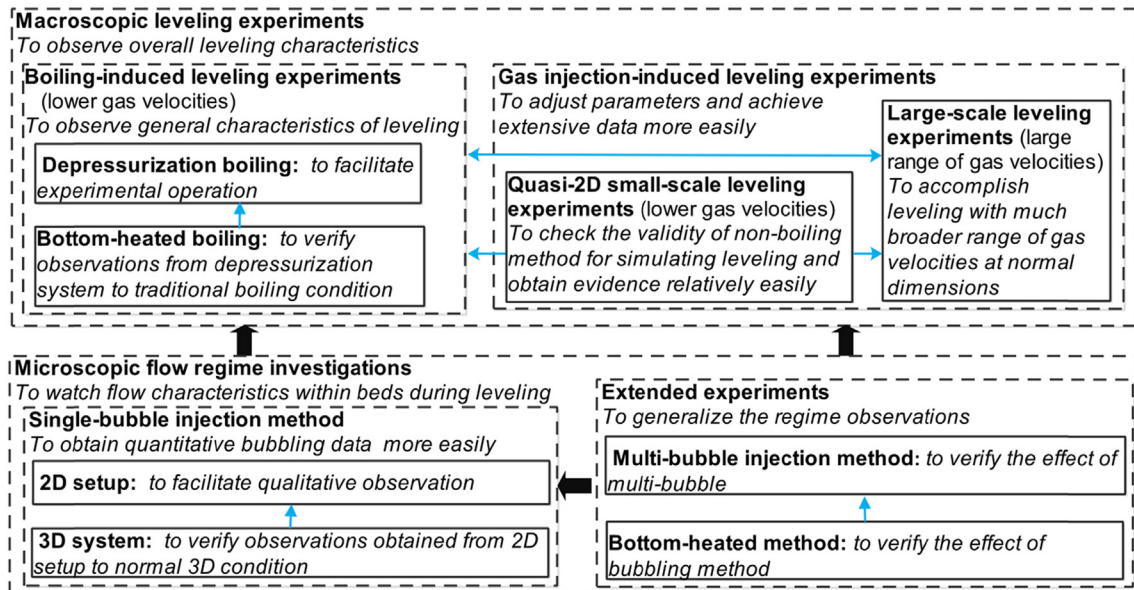 Macroscopic leveling experiments
To observe overall leveling characteristics
Boiling-induced leveling experiments
(lower gas velocities)
To observe general characteristics of leveling
Depressurization boiling: to facilitate
experimental operation
Bottom-heated boiling: to verify
observations from depressurization
system to traditional boiling condition
Gas injection-induced leveling experiments
To adjust parameters and achieve
extensive data more easily
Quasi-2D small-scale leveling
experiments (lower gas velocities)
To check the validity of non-boiling
method for simulating leveling and
obtain evidence relatively easily
Large-scale leveling
experiments (large
range of gas velocities)
To accomplish
leveling with much
broader range of gas
velocities at normal
dimensions
Microscopic flow regime investigations
To watch flow characteristics within beds during leveling
Single-bubble injection method
To obtain quantitative bubbling data more easily
2D setup: to facilitate qualitative observation
3D system: to verify observations obtained from 2D
setup to normal 3D condition
Extended experiments
To generalize the regime observations
Multi-bubble injection method: to verify the effect of
multi-bubble
Bottom-heated method: to verify the effect of
bubbling method